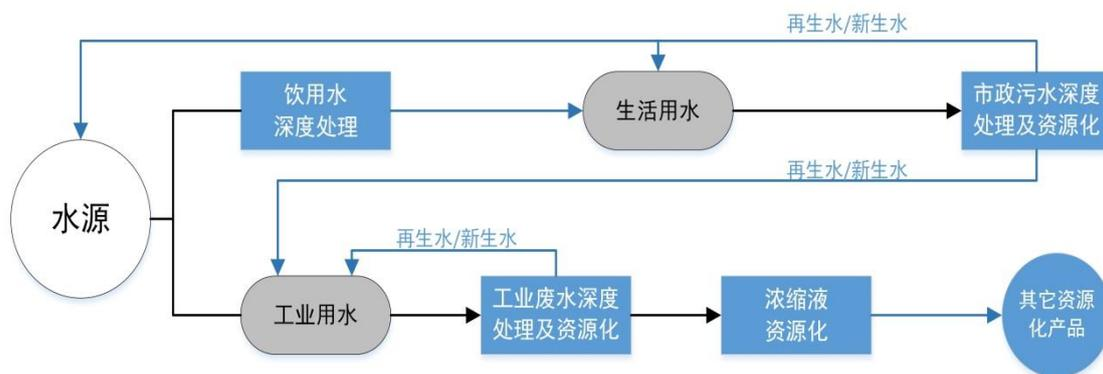 再生水/新生水
饮用水
深度处理
生活用水
市政污水深度
处理及资源化
再生水/新生水
水源
再生水/新生水
工业用水
工业废水深度
处理及资源化
浓缩液
资源化
其它资源
化产品